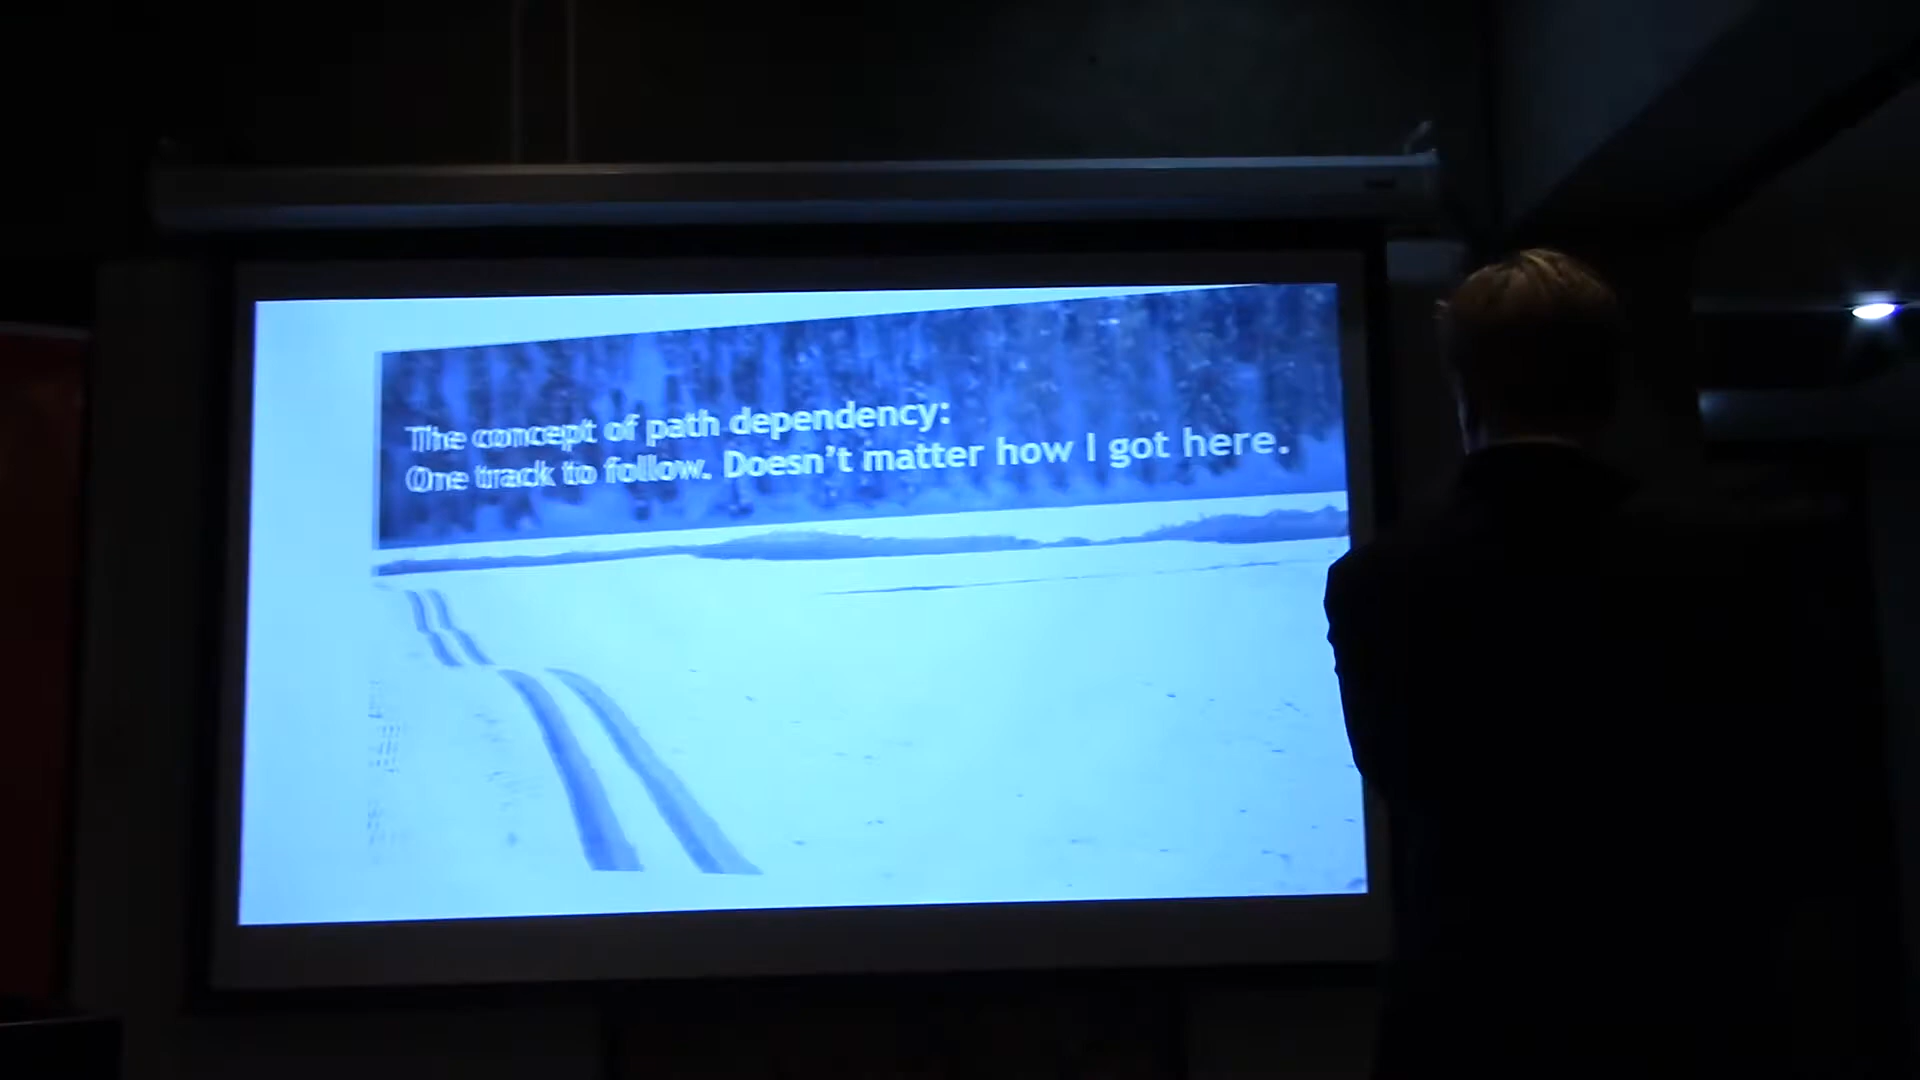 The concept of path dependency:
One track to follow. Doesn't matter how I got here.